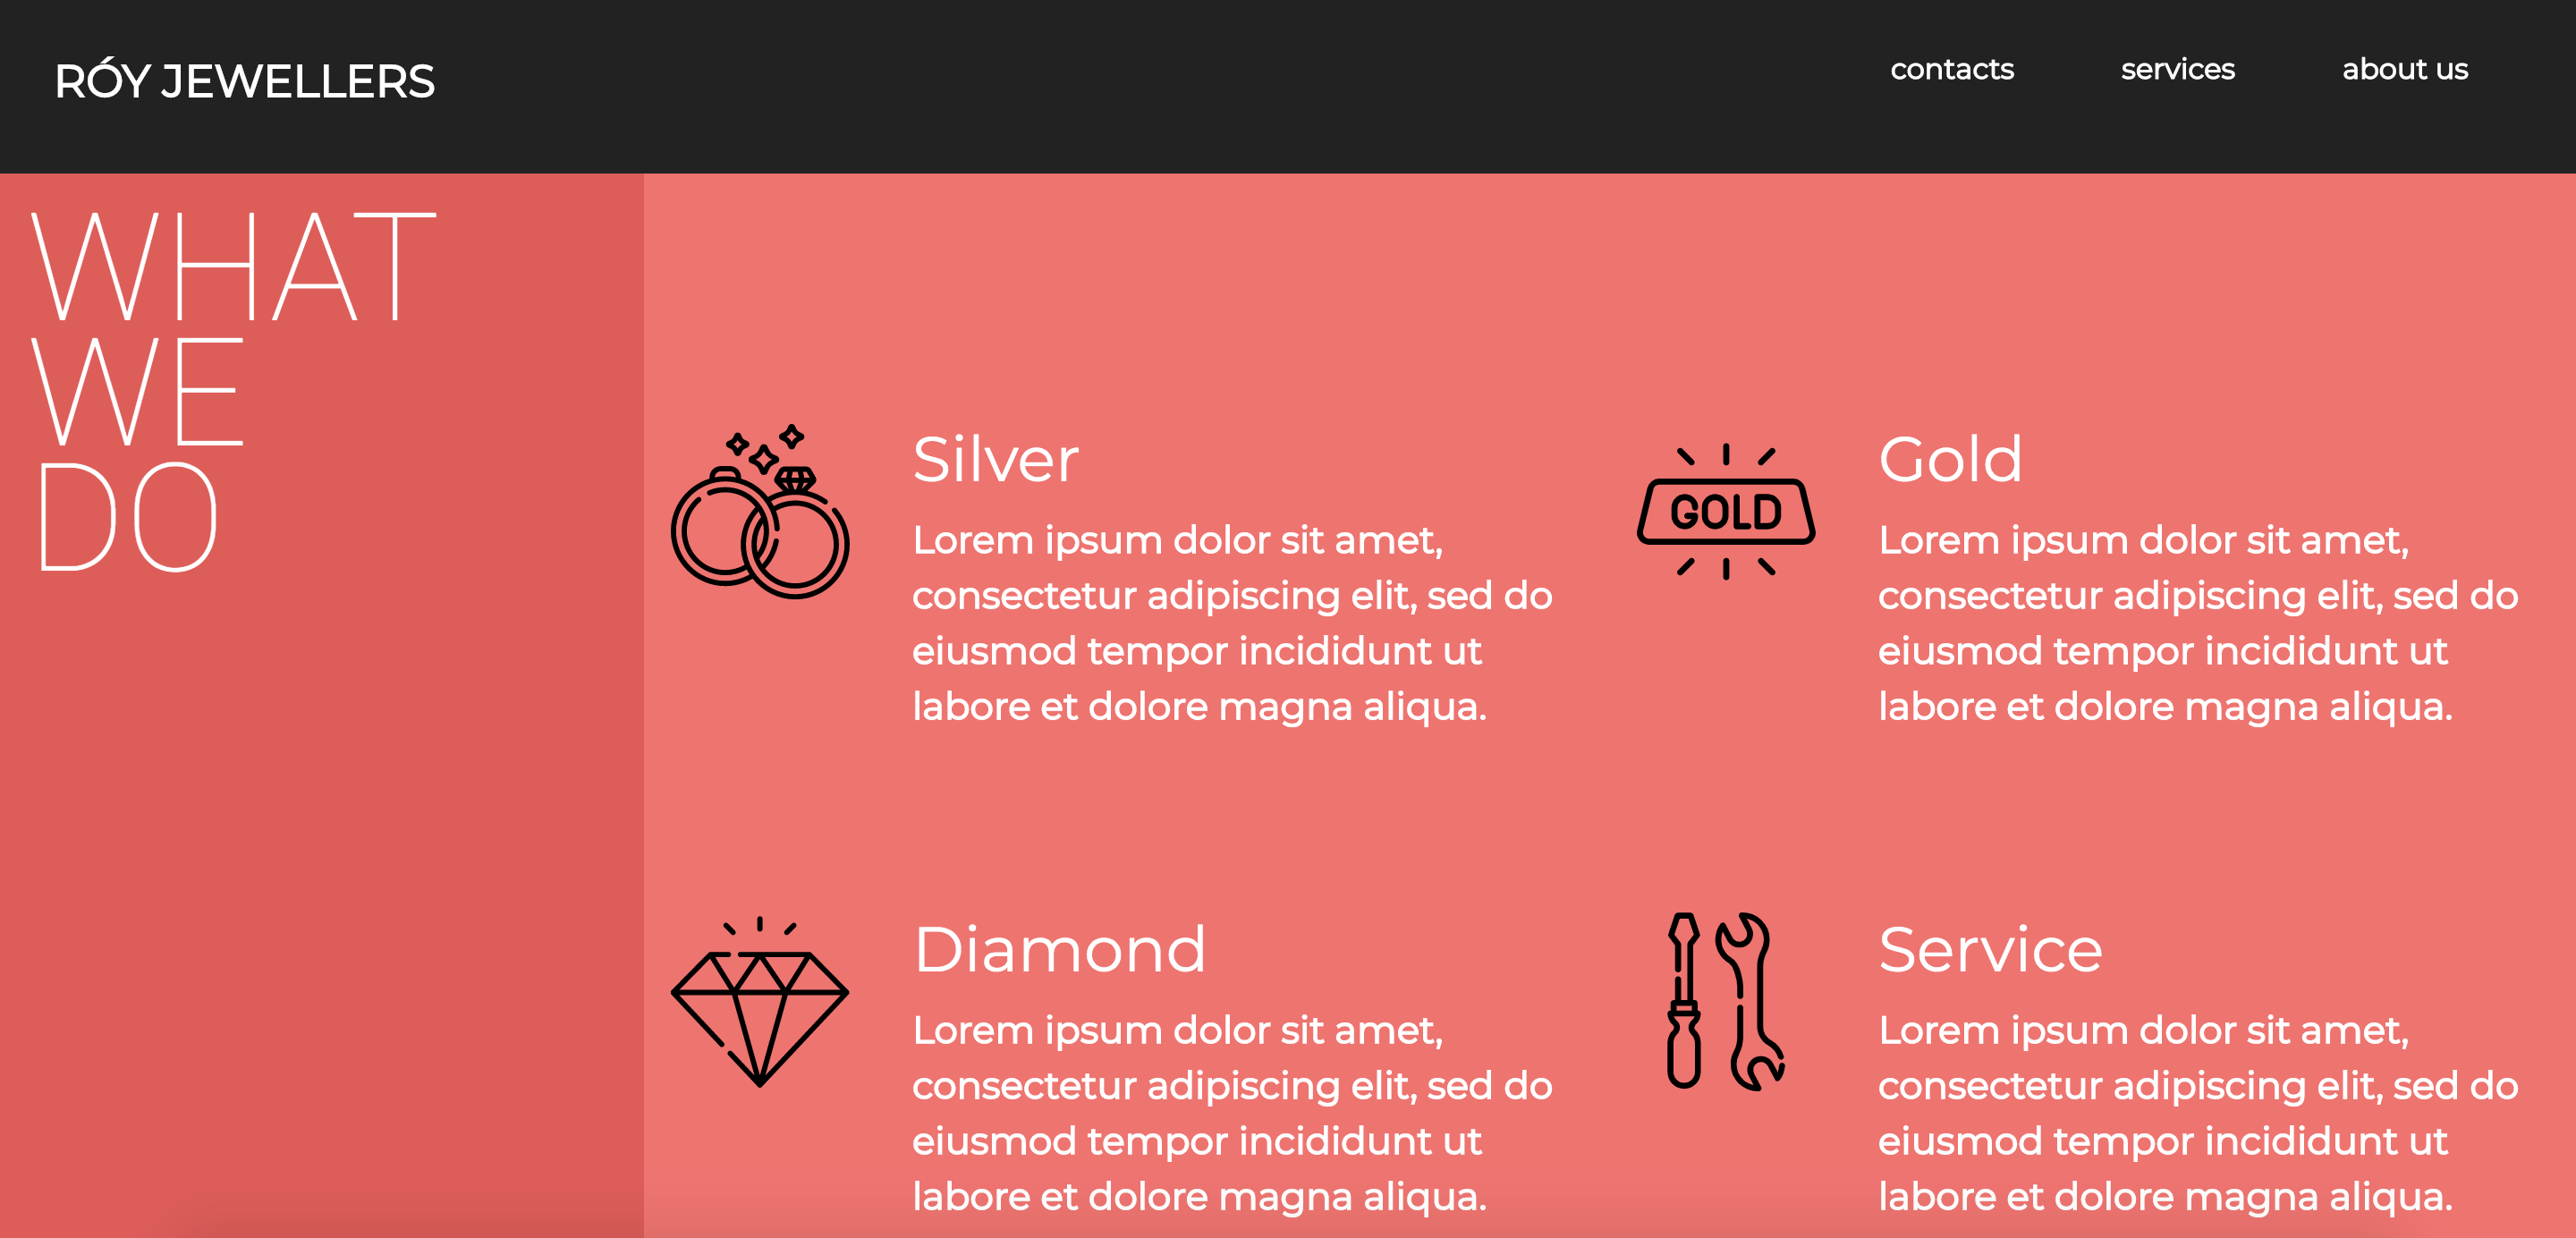 RÓY JEWELLERS
contacts
services
about us
WHAT
WE
DO
Silver
Lorem ipsum dolor sit amet,
consectetur adipiscing elit, sed do
eiusmod tempor incididunt ut
labore et dolore magna aliqua.
GOLD
Gold
Lorem ipsum dolor sit amet,
consectetur adipiscing elit, sed do
eiusmod tempor incididunt ut
labore et dolore magna aliqua.
Diamond
Lorem ipsum dolor sit amet,
consectetur adipiscing elit, sed do
eiusmod tempor incididunt ut
labore et dolore magna aliqua.
Service
Lorem ipsum dolor sit amet,
consectetur adipiscing elit, sed do
eiusmod tempor incididunt ut
labore et dolore magna aliqua.